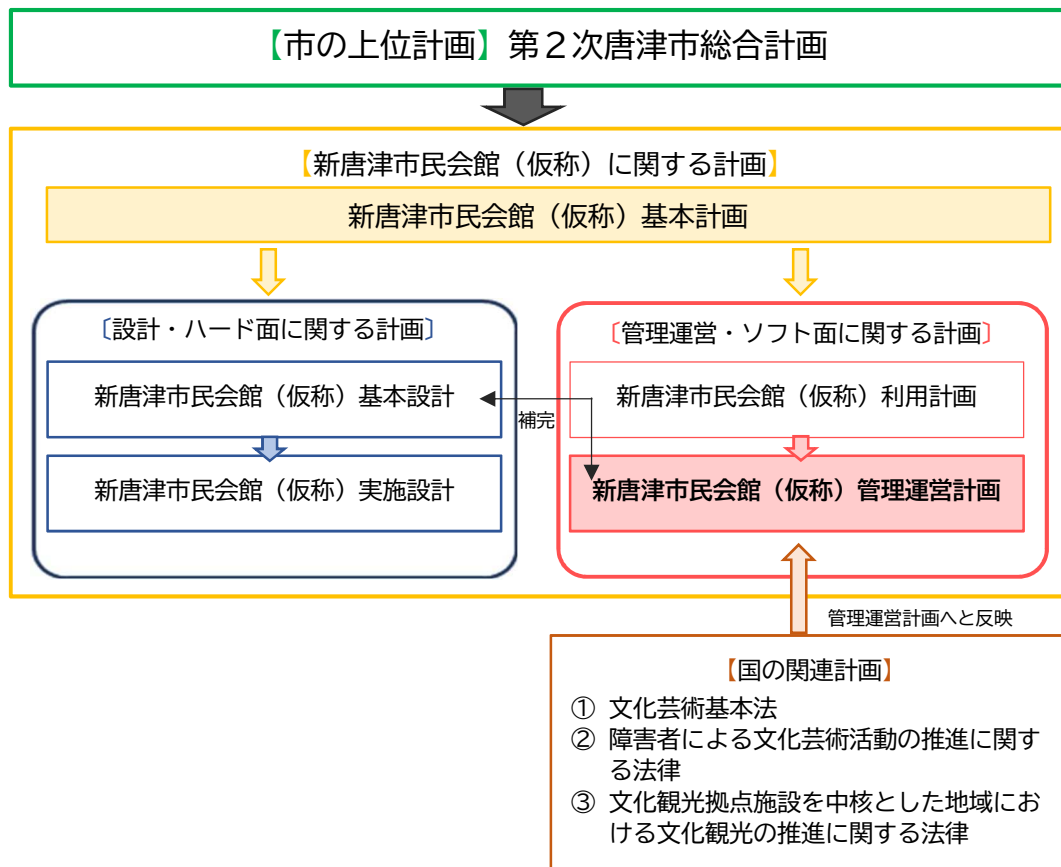 【市の上位計画】第２次唐津市総合計画
【新唐津市民会館（仮称）に関する計画】
新唐津市民会館（仮称）基本計画
〔設計・ハード面に関する計画〕
新唐津市民会館（仮称）基本設計
新唐津市民会館（仮称）実施設計
補完
〔管理運営・ソフト面に関する計画〕
新唐津市民会館（仮称）利用計画
新唐津市民会館（仮称）管理運営計画
管理運営計画へと反映
【国の関連計画】
① 文化芸術基本法
② 障害者による文化芸術活動の推進に関す
る法律
③ 文化観光拠点施設を中核とした地域にお
ける文化観光の推進に関する法律